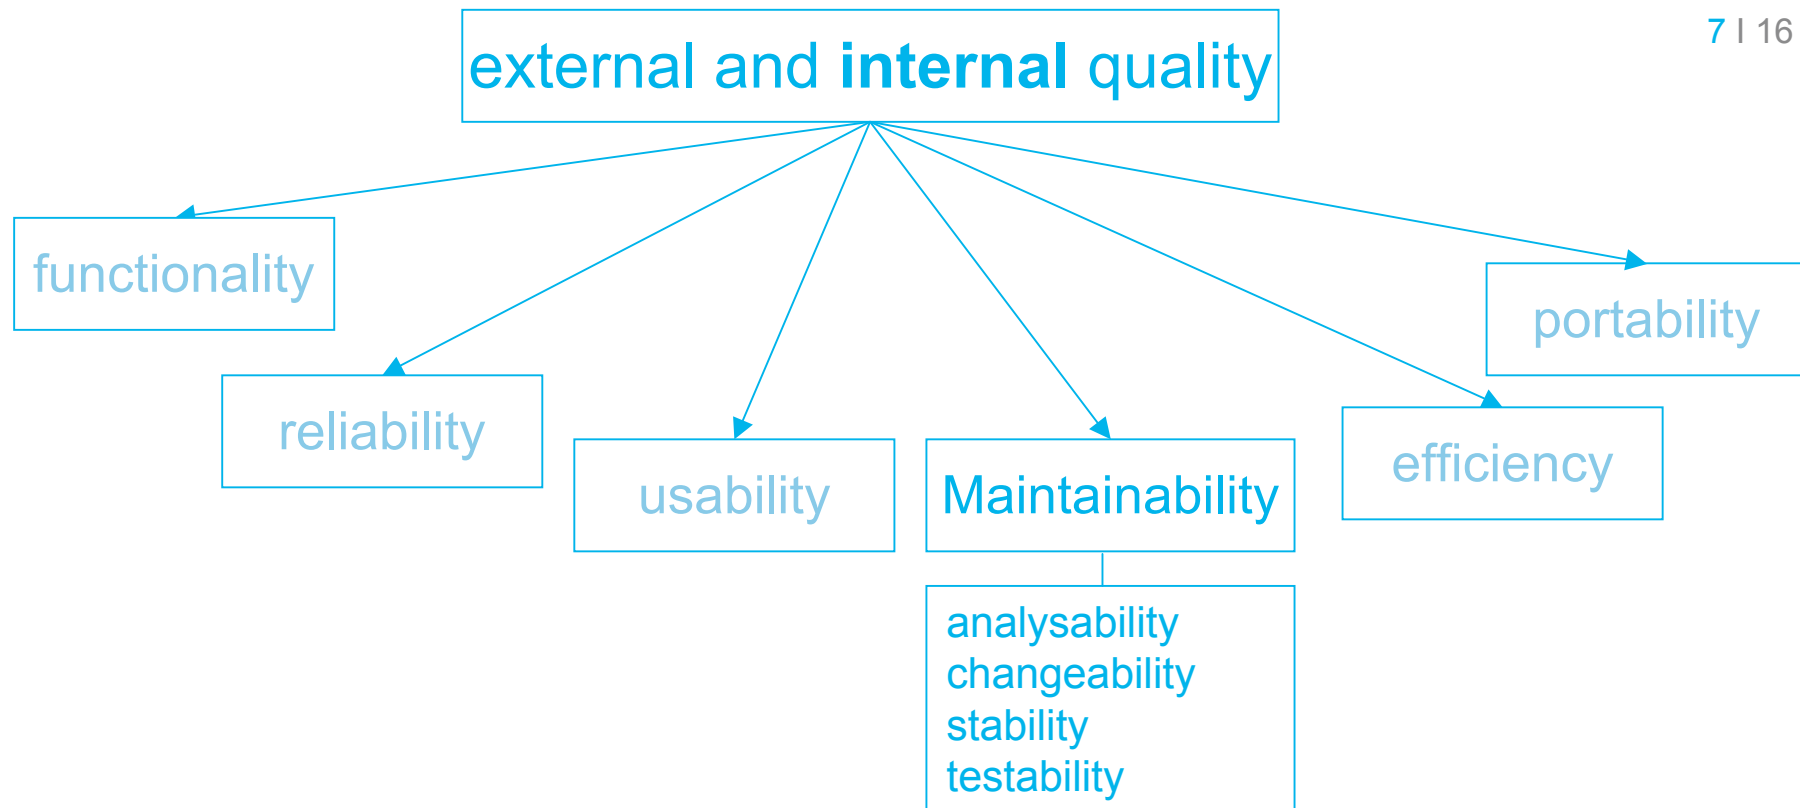 7 I 16
external and internal quality
functionality
portability
reliability
efficiency
usability
Maintainability
analysability
changeability
stability
testability